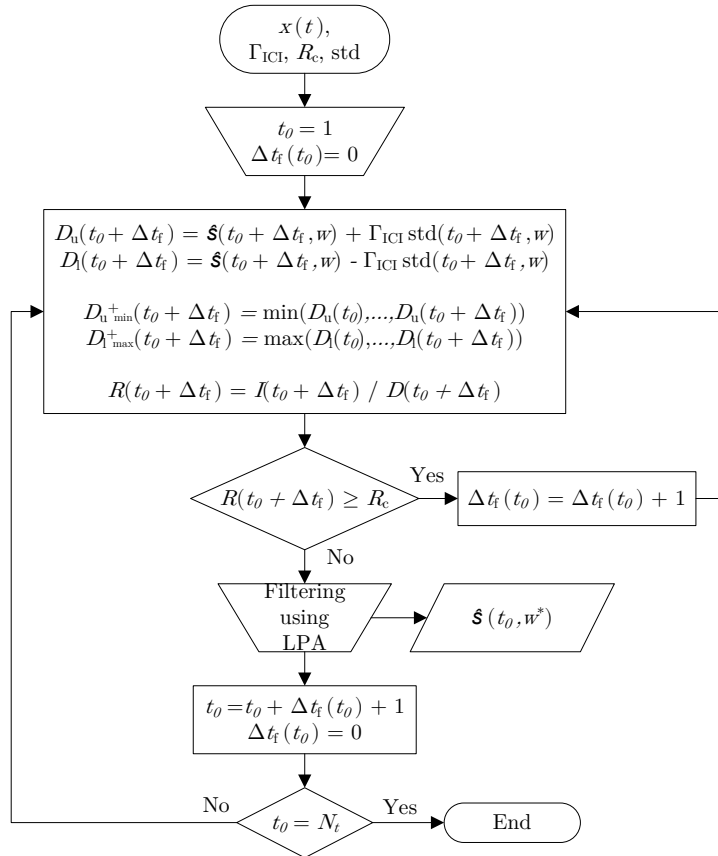 x(t),
Γ_ICI, R_c, std
t_0 = 1
Δt_f(t_0)= 0
D_u(t_0 + Δt_f) = ŝ(t_0 + Δt_f,w) + Γ_ICI std(t_0 + Δt_f,w)
D_l(t_0 + Δt_f) = ŝ(t_0 + Δt_f,w) - Γ_ICI std(t_0 + Δt_f,w)
D_u^+_min(t_0 + Δt_f) = min(D_u(t_0),...,D_u(t_0 + Δt_f))
D_l^+_max(t_0 + Δt_f) = max(D_l(t_0),...,D_l(t_0 + Δt_f))
R(t_0 + Δt_f) = I(t_0 + Δt_f) / D(t_0 + Δt_f)
R(t_0 + Δt_f) ≥ R_c
Yes
Δt_f(t_0) = Δt_f(t_0) + 1
No
Filtering
using
LPA
ŝ(t_0,w*)
t_0 = t_0 + Δt_f(t_0) + 1
Δt_f(t_0) = 0
No
t_0 = N_t
Yes
End